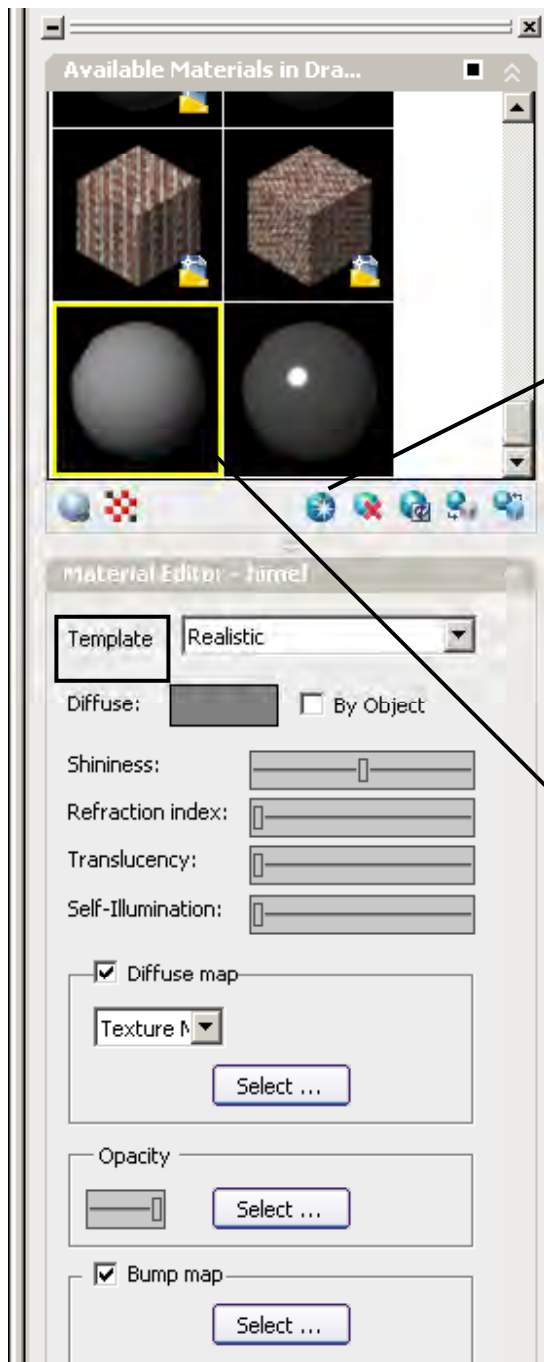 Available Materials in Dra...
Material Editor - himel
Template Realistic
Diffuse: By Object
Shininess:
Refraction index:
Translucency:
Self-Illumination:
Diffuse map
Texture M
Select ...
Opacity
Select ...
Bump map
Select ...